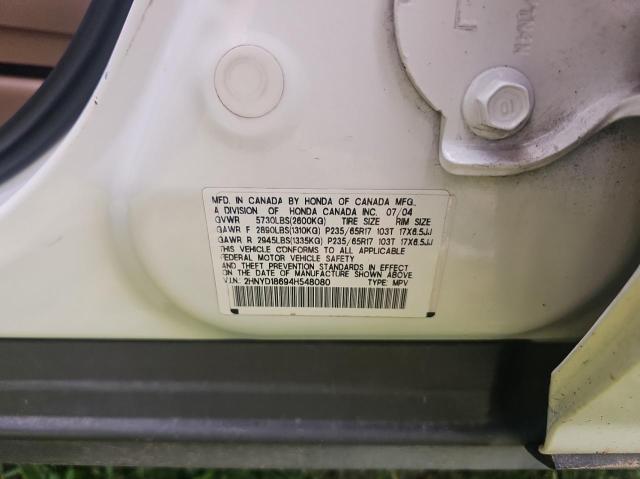 MFD. IN CANADA BY HONDA OF CANADA MFG.,
A DIVISION OF HONDA CANADA INC. 07/04
GVWR 5730LBS(2600KG) TIRE SIZE RIM SIZE
GAWR F 2890LBS(1310KG) P235/65R17 103T 17X6.5JJ
GAWR R 2945LBS(1335KG) P235/65R17 103T 17X6.5JJ
THIS VEHICLE CONFORMS TO ALL APPLICABLE
FEDERAL MOTOR VEHICLE SAFETY
AND THEFT PREVENTION STANDARDS IN EFFECT
ON THE DATE OF MANUFACTURE SHOWN ABOVE.
V.I.N.: 2HNYD18694H548080 TYPE: MPV